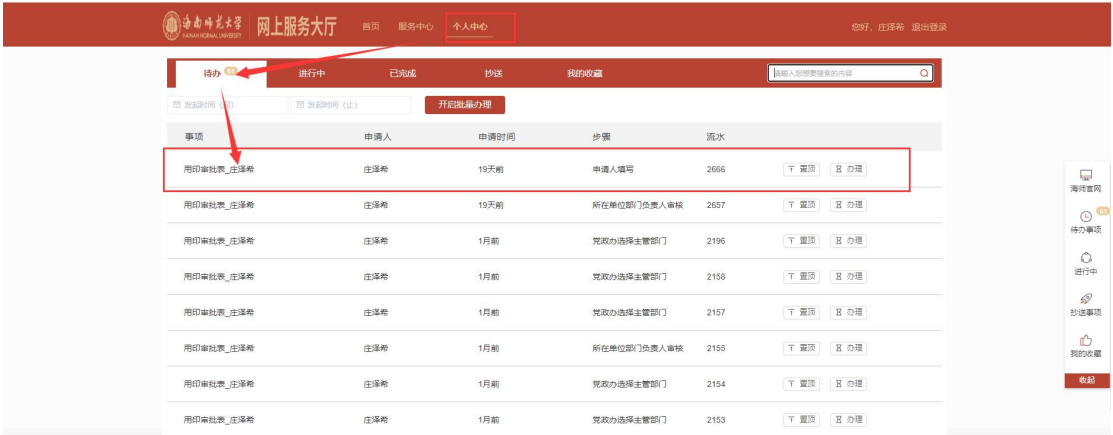 海南师范大学
HAINAN NORMAL UNIVERSITY
网上服务大厅 首页 服务中心 个人中心 您好，庄泽希 退出登录
待办 61 进行中 已完成 抄送 我的收藏 请输入您想要搜索的内容
发起时间（起） 发起时间（止） 开启批量办理
事项 申请人 申请时间 步骤 流水
用印审批表_庄泽希 庄泽希 19天前 申请人填写 2666 置顶 办理
用印审批表_庄泽希 庄泽希 19天前 所在单位部门负责人审核 2657 置顶 办理
用印审批表_庄泽希 庄泽希 1月前 党政办选择主管部门 2196 置顶 办理
用印审批表_庄泽希 庄泽希 1月前 党政办选择主管部门 2158 置顶 办理
用印审批表_庄泽希 庄泽希 1月前 党政办选择主管部门 2157 置顶 办理
用印审批表_庄泽希 庄泽希 1月前 所在单位部门负责人审核 2155 置顶 办理
用印审批表_庄泽希 庄泽希 1月前 党政办选择主管部门 2154 置顶 办理
用印审批表_庄泽希 庄泽希 1月前 党政办选择主管部门 2153 置顶 办理
海师官网
61
待办事项
进行中
抄送事项
我的收藏
收起